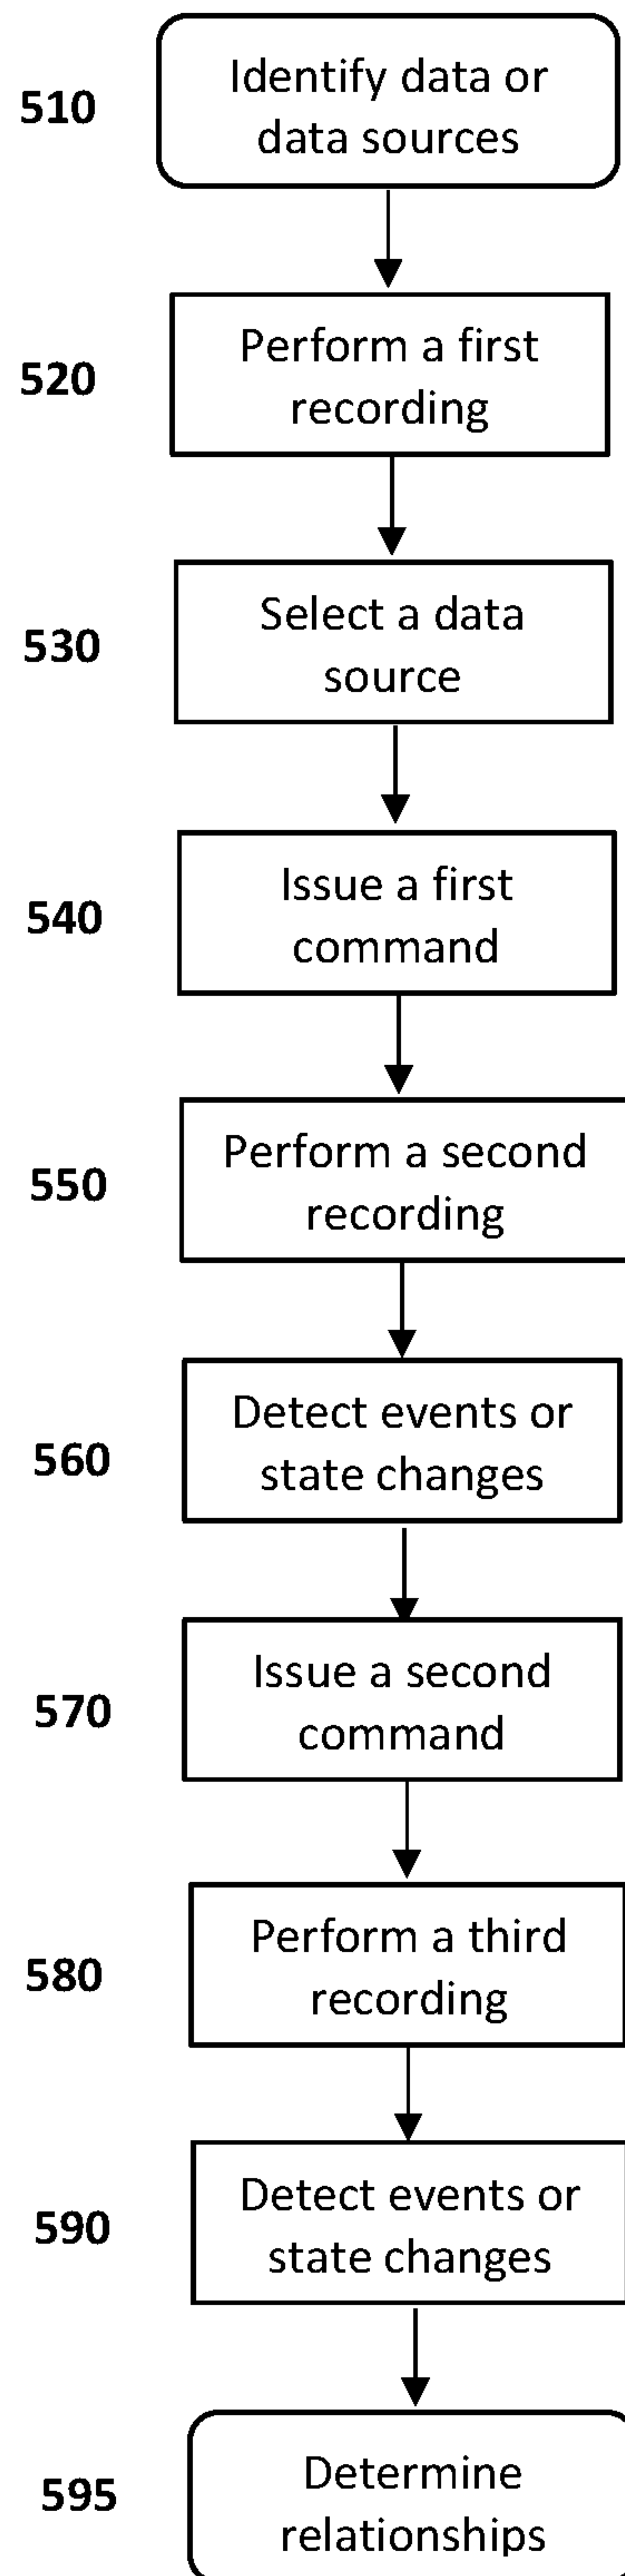 510
Identify data or
data sources
520
Perform a first
recording
530
Select a data
source
540
Issue a first
command
550
Perform a second
recording
560
Detect events or
state changes
570
Issue a second
command
580
Perform a third
recording
590
Detect events or
state changes
595
Determine
relationships